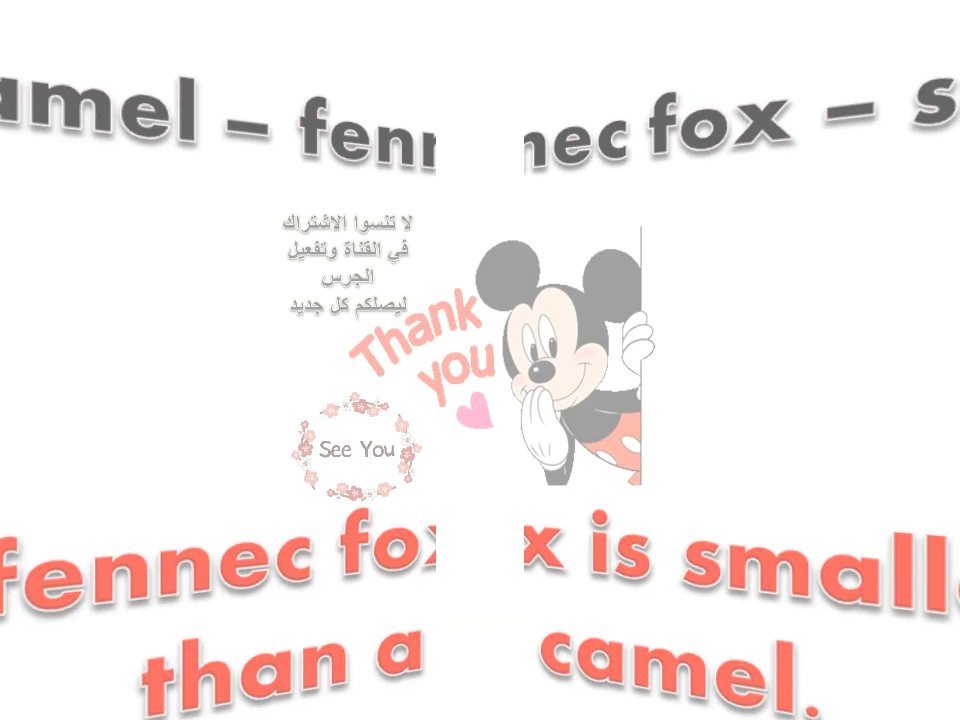 amel – fenn nec fox – s
لا تنسوا الاشتراك
في القناة وتفعيل
الجرس
ليصلكم كل جديد
Thank
you
See You
fennec fox x is small
than a camel.